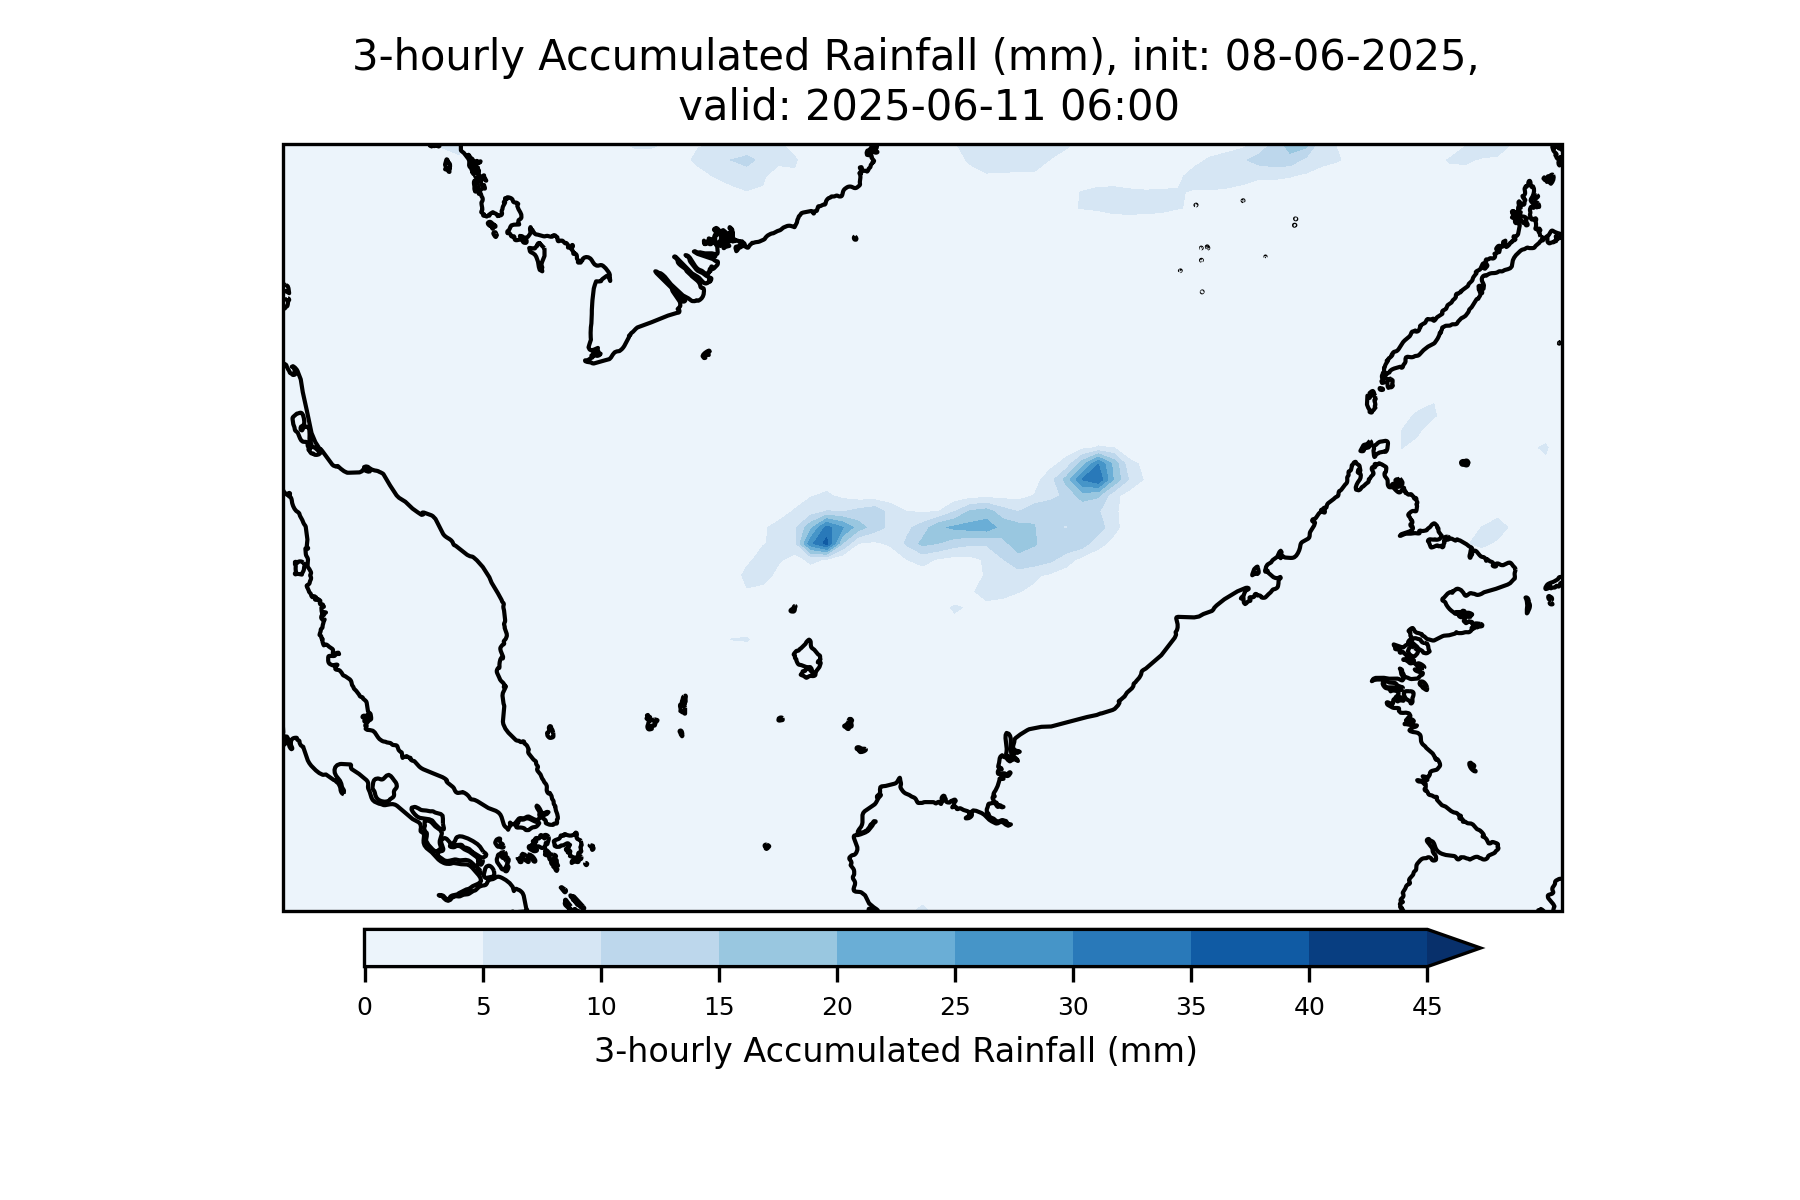 3-hourly Accumulated Rainfall (mm), init: 08-06-2025,
valid: 2025-06-11 06:00
0 5 10 15 20 25 30 35 40 45
3-hourly Accumulated Rainfall (mm)